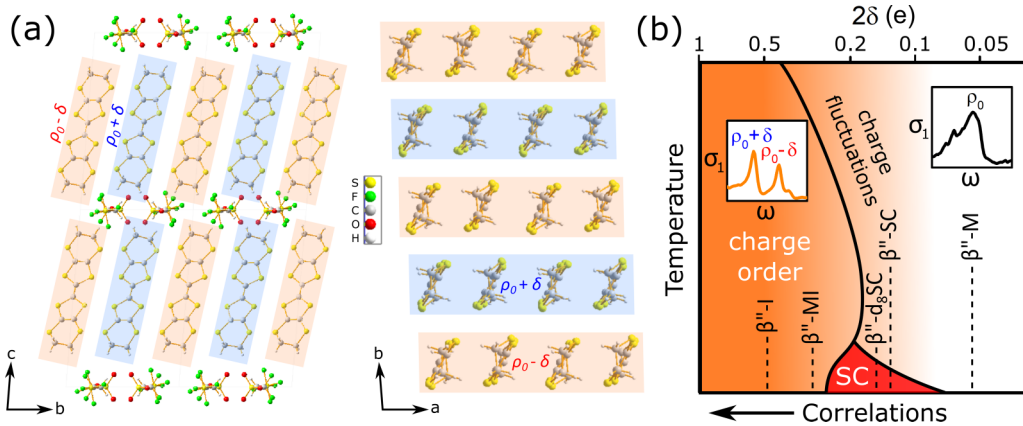 (a)
ρ₀ - δ
ρ₀ + δ
S
F
C
O
H
ρ₀ + δ
ρ₀ - δ
c
b
b
a
(b)
2δ (e)
1 0.5 0.2 0.1 0.05
Temperature
charge
fluctuations
σ₁
ρ₀ + δ
ρ₀ - δ
ω
σ₁
ρ₀
ω
charge
order
β"-I
β"-MI
β"-d₈SC
β"-SC
β"-M
SC
Correlations